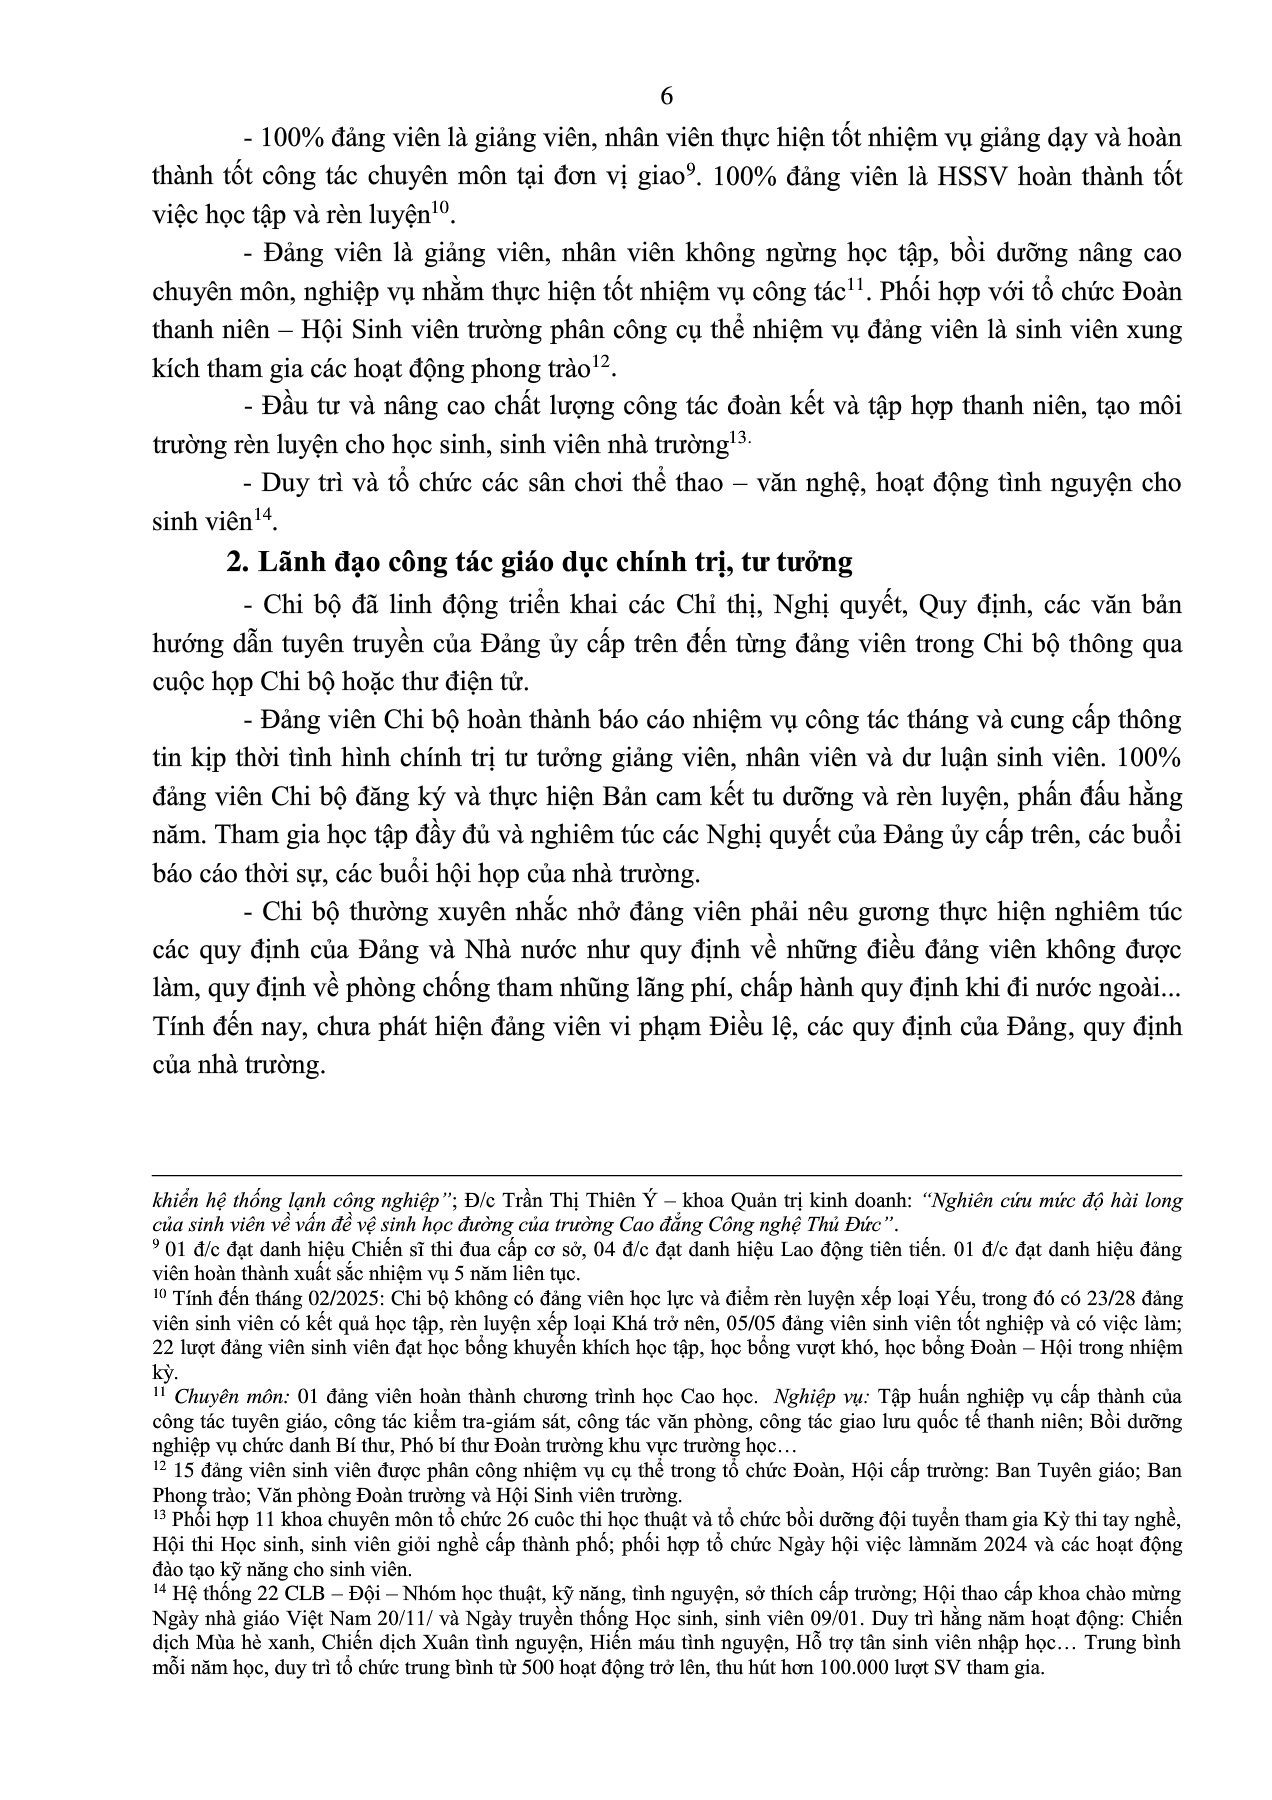 6
- 100% đảng viên là giảng viên, nhân viên thực hiện tốt nhiệm vụ giảng dạy và hoàn
thành tốt công tác chuyên môn tại đơn vị giao⁹. 100% đảng viên là HSSV hoàn thành tốt
việc học tập và rèn luyện¹⁰.
- Đảng viên là giảng viên, nhân viên không ngừng học tập, bồi dưỡng nâng cao
chuyên môn, nghiệp vụ nhằm thực hiện tốt nhiệm vụ công tác¹¹. Phối hợp với tổ chức Đoàn
thanh niên – Hội Sinh viên trường phân công cụ thể nhiệm vụ đảng viên là sinh viên xung
kích tham gia các hoạt động phong trào¹².
- Đầu tư và nâng cao chất lượng công tác đoàn kết và tập hợp thanh niên, tạo môi
trường rèn luyện cho học sinh, sinh viên nhà trường¹³.
- Duy trì và tổ chức các sân chơi thể thao – văn nghệ, hoạt động tình nguyện cho
sinh viên¹⁴.
2. Lãnh đạo công tác giáo dục chính trị, tư tưởng
- Chi bộ đã linh động triển khai các Chỉ thị, Nghị quyết, Quy định, các văn bản
hướng dẫn tuyên truyền của Đảng ủy cấp trên đến từng đảng viên trong Chi bộ thông qua
cuộc họp Chi bộ hoặc thư điện tử.
- Đảng viên Chi bộ hoàn thành báo cáo nhiệm vụ công tác tháng và cung cấp thông
tin kịp thời tình hình chính trị tư tưởng giảng viên, nhân viên và dư luận sinh viên. 100%
đảng viên Chi bộ đăng ký và thực hiện Bản cam kết tu dưỡng và rèn luyện, phấn đấu hằng
năm. Tham gia học tập đầy đủ và nghiêm túc các Nghị quyết của Đảng ủy cấp trên, các buổi
báo cáo thời sự, các buổi hội họp của nhà trường.
- Chi bộ thường xuyên nhắc nhở đảng viên phải nêu gương thực hiện nghiêm túc
các quy định của Đảng và Nhà nước như quy định về những điều đảng viên không được
làm, quy định về phòng chống tham nhũng lãng phí, chấp hành quy định khi đi nước ngoài...
Tính đến nay, chưa phát hiện đảng viên vi phạm Điều lệ, các quy định của Đảng, quy định
của nhà trường.
khiển hệ thống lạnh công nghiệp”; Đ/c Trần Thị Thiên Ý – khoa Quản trị kinh doanh: “Nghiên cứu mức độ hài long
của sinh viên về vấn đề vệ sinh học đường của trường Cao đẳng Công nghệ Thủ Đức”.
⁹ 01 đ/c đạt danh hiệu Chiến sĩ thi đua cấp cơ sở, 04 đ/c đạt danh hiệu Lao động tiên tiến. 01 đ/c đạt danh hiệu đảng
viên hoàn thành xuất sắc nhiệm vụ 5 năm liên tục.
¹⁰ Tính đến tháng 02/2025: Chi bộ không có đảng viên học lực và điểm rèn luyện xếp loại Yếu, trong đó có 23/28 đảng
viên sinh viên có kết quả học tập, rèn luyện xếp loại Khá trở nên, 05/05 đảng viên sinh viên tốt nghiệp và có việc làm;
22 lượt đảng viên sinh viên đạt học bổng khuyến khích học tập, học bổng vượt khó, học bổng Đoàn – Hội trong nhiệm
kỳ.
¹¹ Chuyên môn: 01 đảng viên hoàn thành chương trình học Cao học. Nghiệp vụ: Tập huấn nghiệp vụ cấp thành của
công tác tuyên giáo, công tác kiểm tra-giám sát, công tác văn phòng, công tác giao lưu quốc tế thanh niên; Bồi dưỡng
nghiệp vụ chức danh Bí thư, Phó bí thư Đoàn trường khu vực trường học…
¹² 15 đảng viên sinh viên được phân công nhiệm vụ cụ thể trong tổ chức Đoàn, Hội cấp trường: Ban Tuyên giáo; Ban
Phong trào; Văn phòng Đoàn trường và Hội Sinh viên trường.
¹³ Phối hợp 11 khoa chuyên môn tổ chức 26 cuôc thi học thuật và tổ chức bồi dưỡng đội tuyển tham gia Kỳ thi tay nghề,
Hội thi Học sinh, sinh viên giỏi nghề cấp thành phố; phối hợp tổ chức Ngày hội việc làmnăm 2024 và các hoạt động
đào tạo kỹ năng cho sinh viên.
¹⁴ Hệ thống 22 CLB – Đội – Nhóm học thuật, kỹ năng, tình nguyện, sở thích cấp trường; Hội thao cấp khoa chào mừng
Ngày nhà giáo Việt Nam 20/11/ và Ngày truyền thống Học sinh, sinh viên 09/01. Duy trì hằng năm hoạt động: Chiến
dịch Mùa hè xanh, Chiến dịch Xuân tình nguyện, Hiến máu tình nguyện, Hỗ trợ tân sinh viên nhập học… Trung bình
mỗi năm học, duy trì tổ chức trung bình từ 500 hoạt động trở lên, thu hút hơn 100.000 lượt SV tham gia.